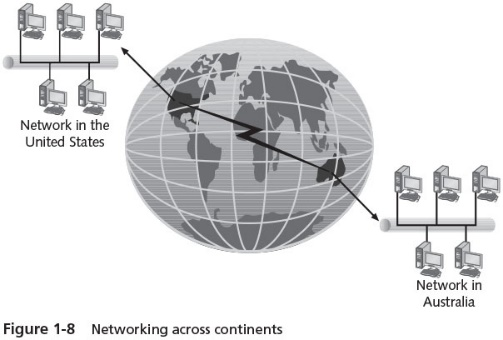 Network in the
United States
Network in
Australia
Figure 1-8 Networking across continents